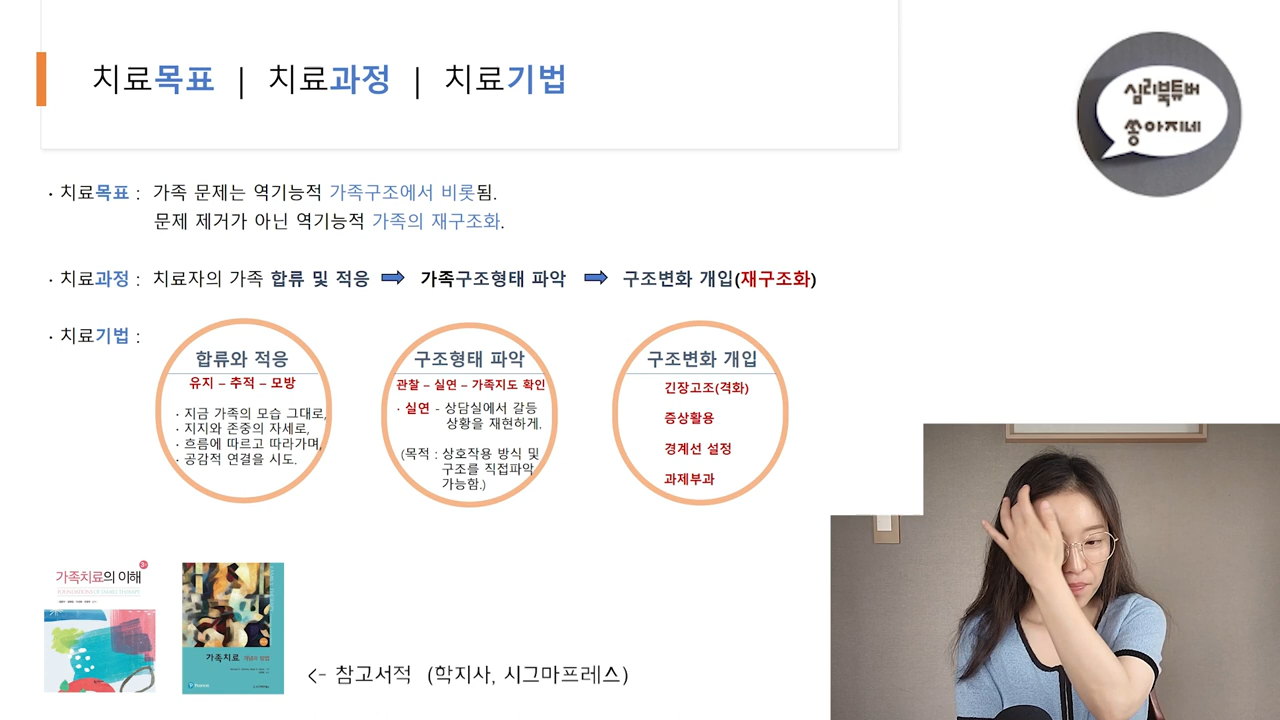 치료목표 | 치료과정 | 치료기법
심리북튜버
쏭아지네
· 치료목표 : 가족 문제는 역기능적 가족구조에서 비롯됨.
문제 제거가 아닌 역기능적 가족의 재구조화.
· 치료과정 : 치료자의 가족 합류 및 적응 → 가족구조형태 파악 → 구조변화 개입(재구조화)
· 치료기법 :
합류와 적응
유지 – 추적 – 모방
· 지금 가족의 모습 그대로,
· 지지와 존중의 자세로,
· 흐름에 따르고 따라가며,
· 공감적 연결을 시도.
구조형태 파악
관찰 – 실연 – 가족지도 확인
· 실연 - 상담실에서 갈등
상황을 재현하게.
(목적 : 상호작용 방식 및
구조를 직접파악
가능함.)
구조변화 개입
긴장고조(격화)
증상활용
경계선 설정
과제부과
가족치료의 이해
FOUNDATIONS OF FAMILY THERAPY
가족치료 개념과 방법
Pearson
<- 참고서적 (학지사, 시그마프레스)